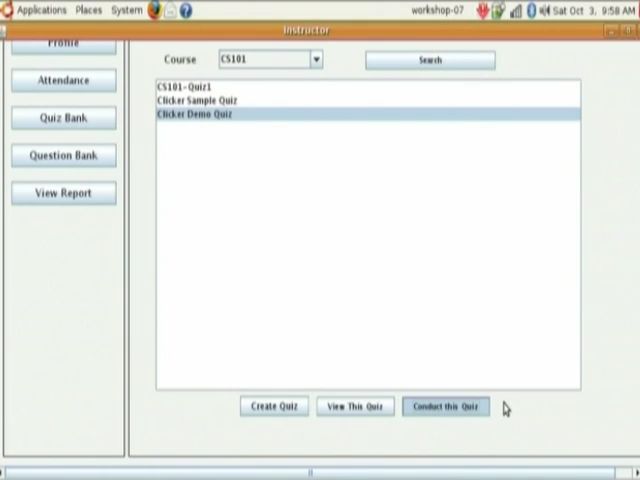 Applications Places System workshop-07 Sat Oct 3, 9:58 AM
Instructor
Profile
Course CS101 Search
Attendance
Quiz Bank
Question Bank
View Report
CS101-Quiz1
Clicker Sample Quiz
Clicker Demo Quiz
Create Quiz View This Quiz Conduct this Quiz